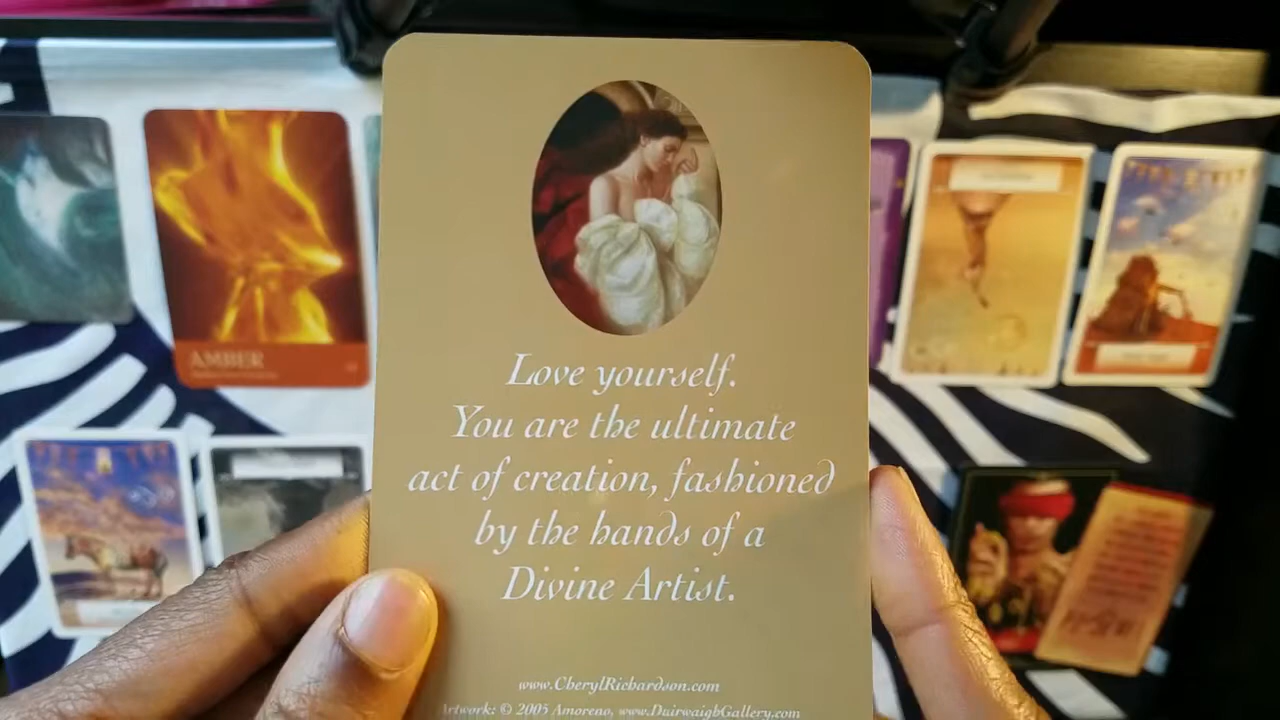 Love yourself.
You are the ultimate
act of creation, fashioned
by the hands of a
Divine Artist.
www.CherylRichardson.com
Artwork: © 2005 Amoreno, www.DairwaighGallery.com
AMBER